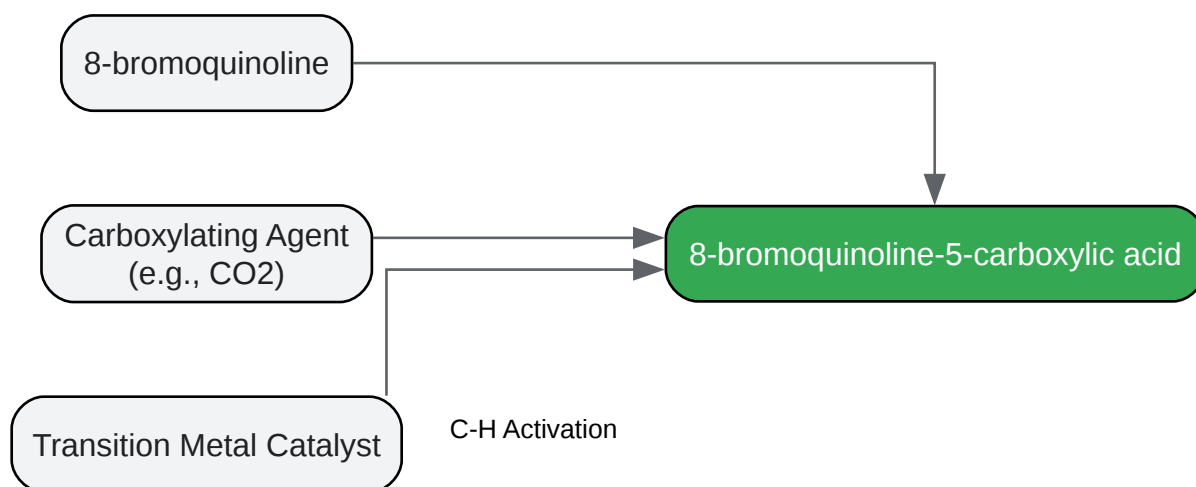 8-bromoquinoline
Carboxylating Agent
(e.g., CO2)
8-bromoquinoline-5-carboxylic acid
Transition Metal Catalyst
C-H Activation